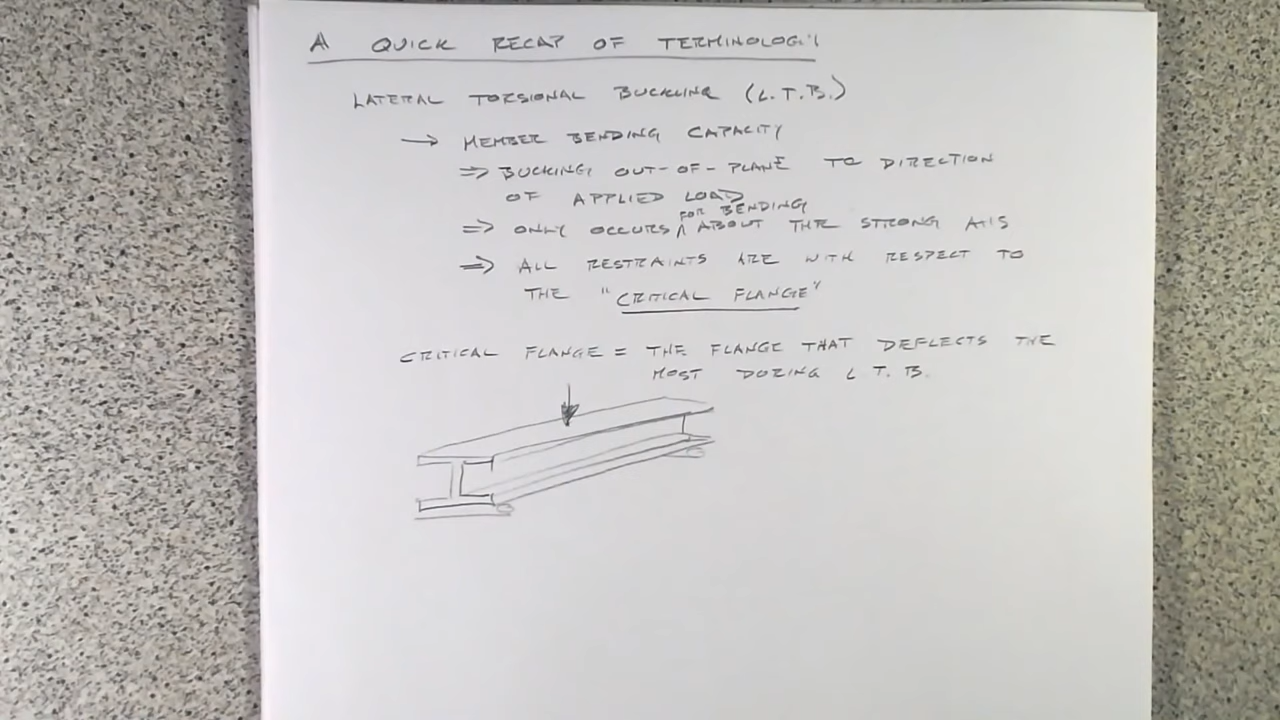 A QUICK RECAP OF TERMINOLOGY
LATERAL TORSIONAL BUCKLING (L.T.B.)
→ MEMBER BENDING CAPACITY
⇒ BUCKING OUT-OF-PLANE TO DIRECTION
OF APPLIED LOAD
FOR BENDING
⇒ ONLY OCCURS ^ ABOUT THE STRONG AXIS
⇒ ALL RESTRAINTS ARE WITH RESPECT TO
THE "CRITICAL FLANGE"
CRITICAL FLANGE = THE FLANGE THAT DEFLECTS THE
MOST DURING L.T.B.